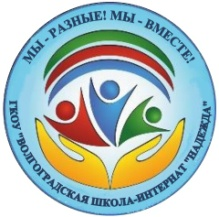 МЫ - РАЗНЫЕ! МЫ - ВМЕСТЕ!
ГКОУ "ВОЛГОГРАДСКАЯ ШКОЛА-ИНТЕРНАТ "НАДЕЖДА"